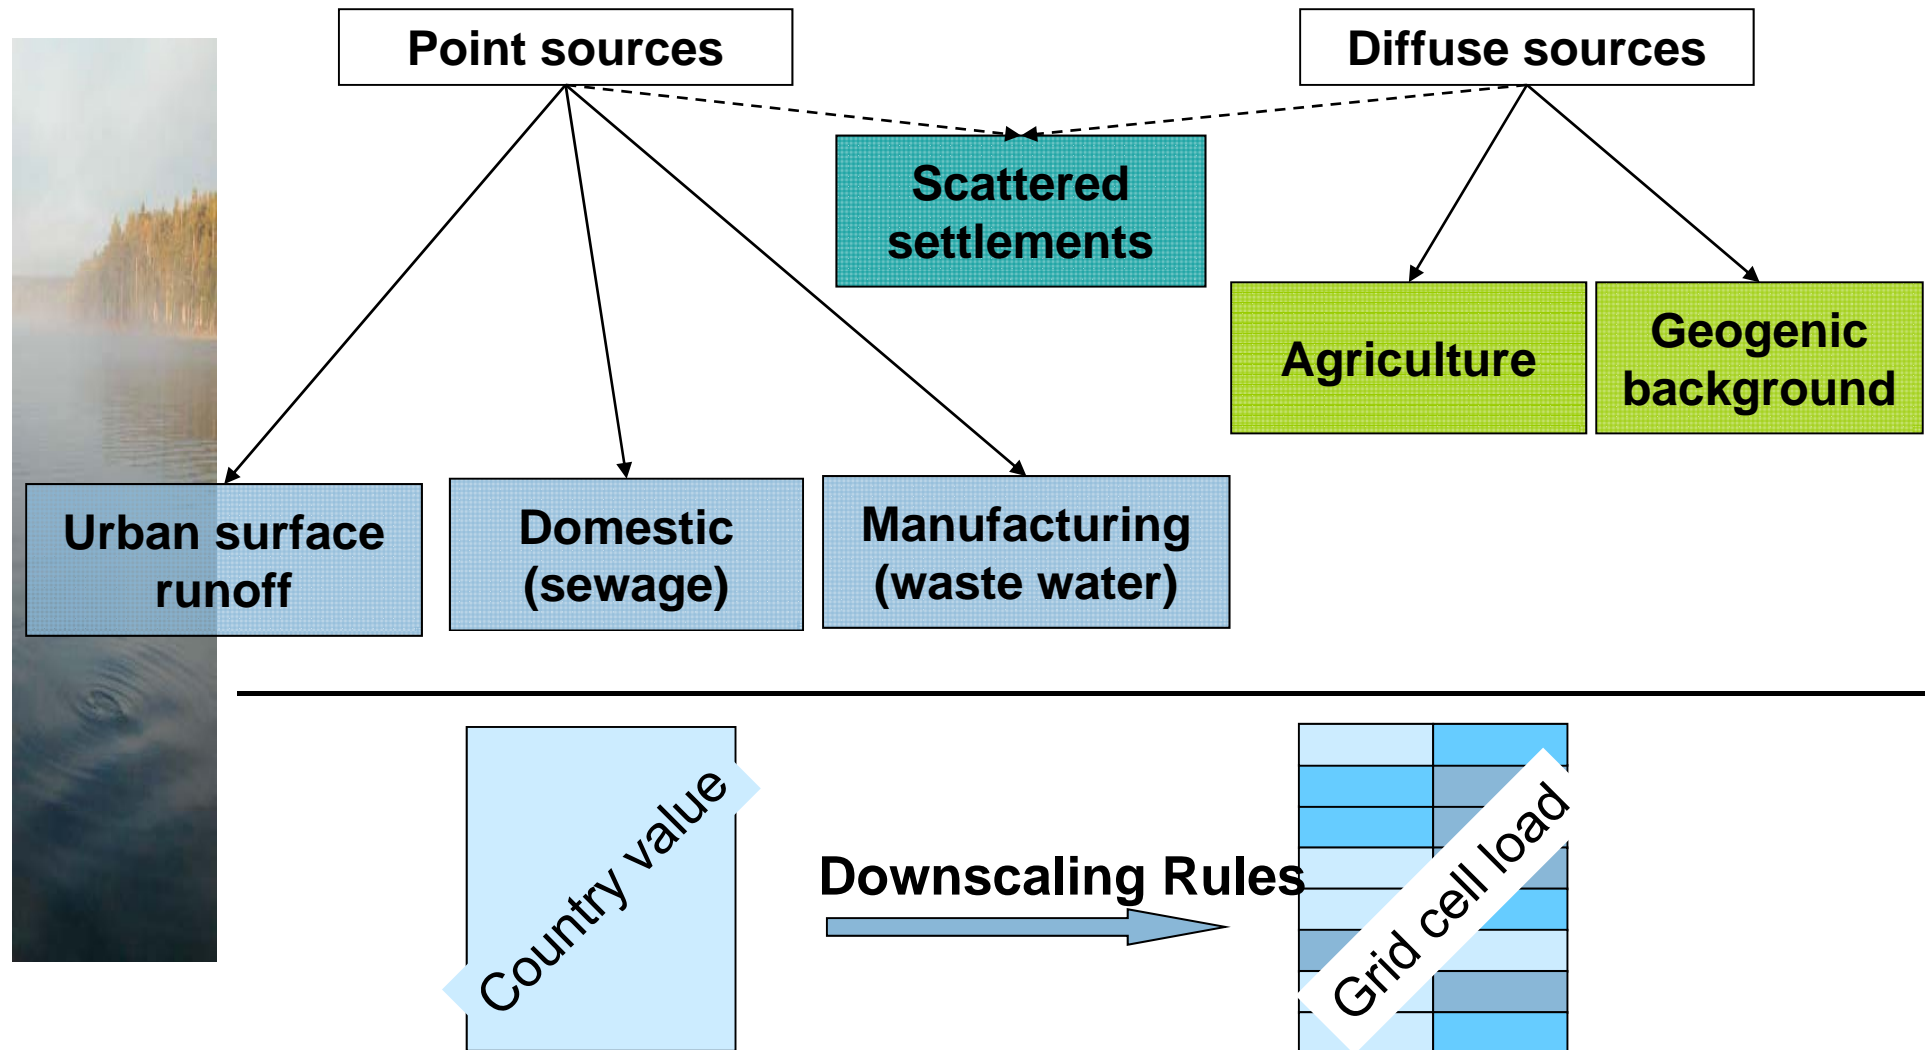 Point sources
Diffuse sources
Scattered
settlements
Agriculture
Geogenic
background
Urban surface
runoff
Domestic
(sewage)
Manufacturing
(waste water)
Country value
Downscaling Rules
Grid cell load